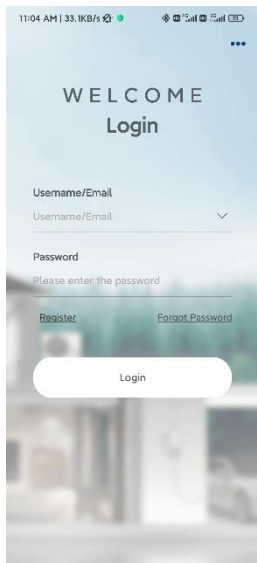 11:04 AM | 33.1KB/s
WELCOME
Login
Username/Email
Username/Email
Password
Please enter the password
Register Forgot Password
Login